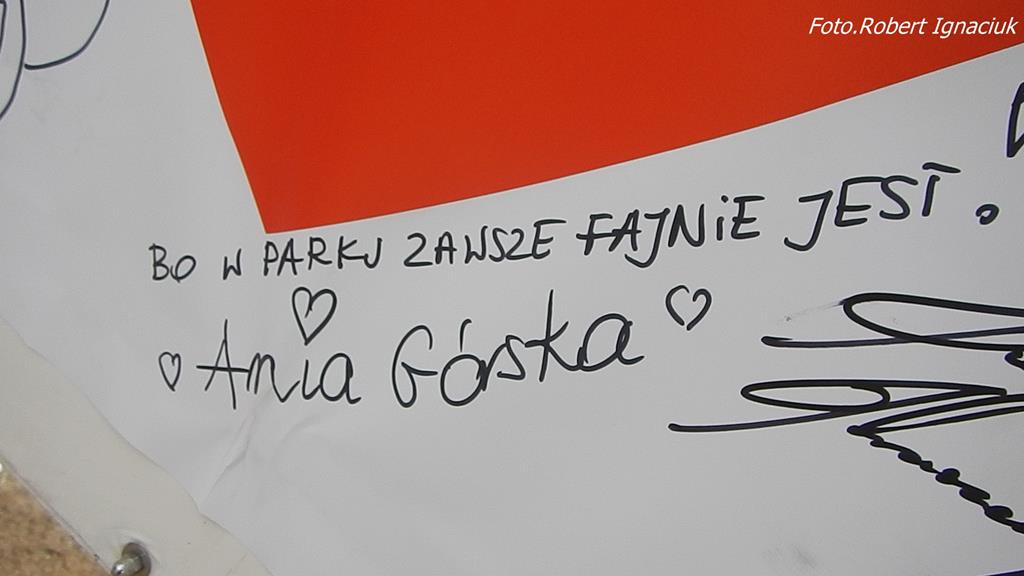 Foto.Robert Ignaciuk
BO W PARKU ZAWSZE FAJNIE JEST.
Ania Górska